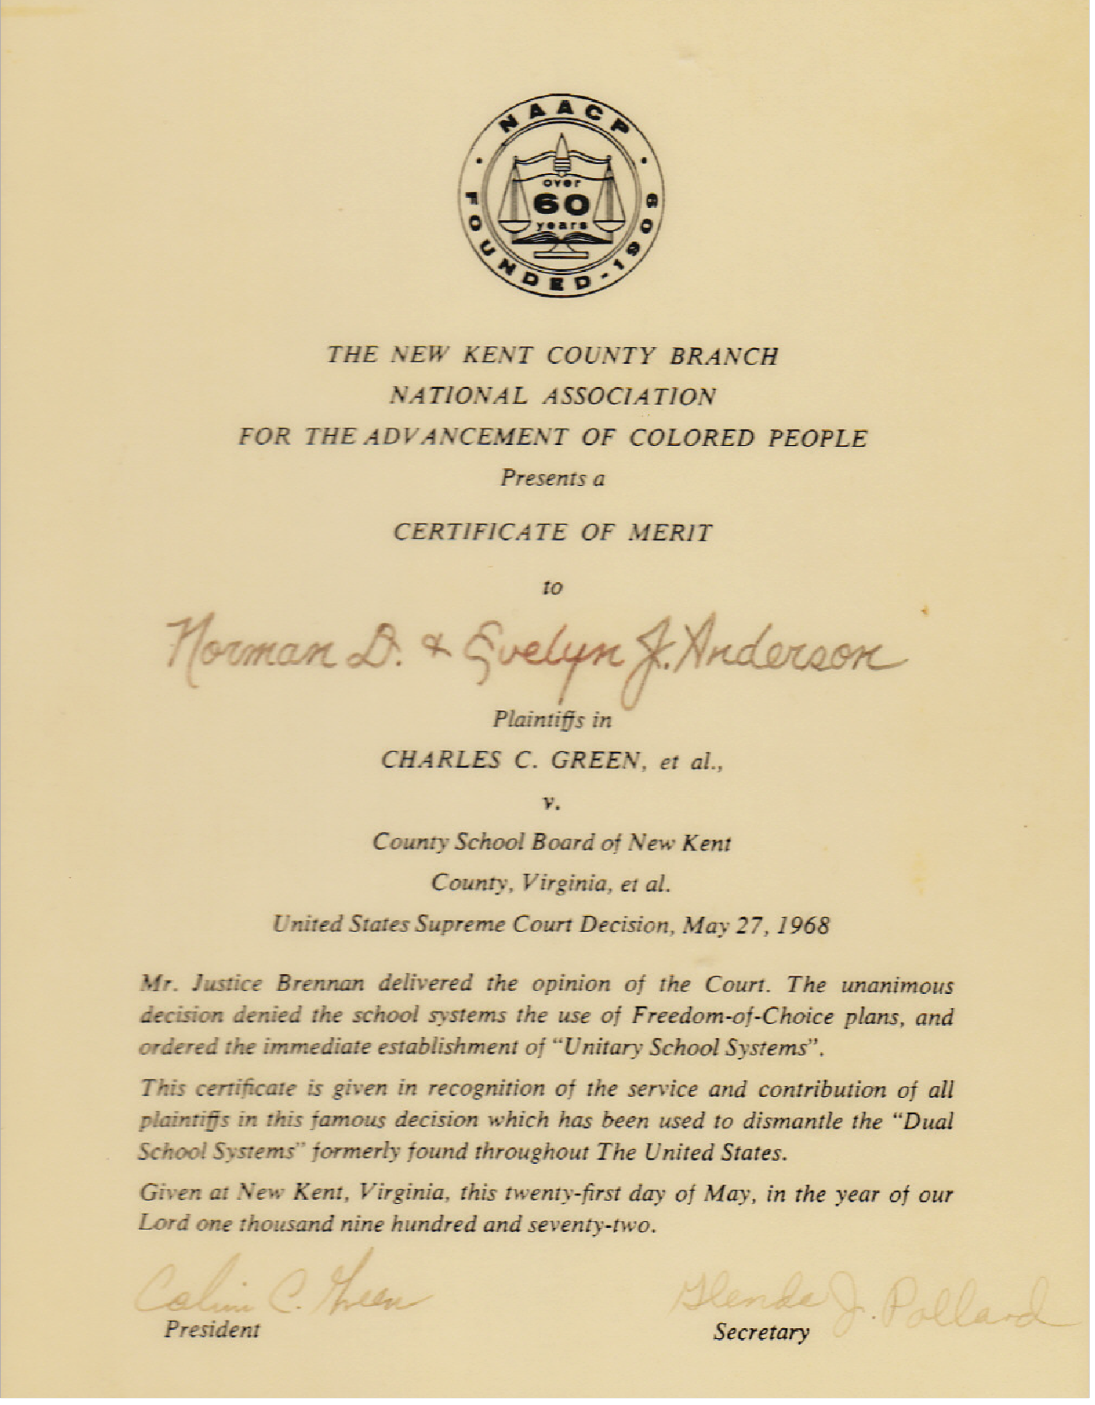 NAACP
FOUNDED-1909
over
60
years
THE NEW KENT COUNTY BRANCH
NATIONAL ASSOCIATION
FOR THE ADVANCEMENT OF COLORED PEOPLE
Presents a
CERTIFICATE OF MERIT
to
Norman D. & Evelyn J. Anderson
Plaintiffs in
CHARLES C. GREEN, et al.,
v.
County School Board of New Kent
County, Virginia, et al.
United States Supreme Court Decision, May 27, 1968
Mr. Justice Brennan delivered the opinion of the Court. The unanimous
decision denied the school systems the use of Freedom-of-Choice plans, and
ordered the immediate establishment of “Unitary School Systems”.
This certificate is given in recognition of the service and contribution of all
plaintiffs in this famous decision which has been used to dismantle the “Dual
School Systems” formerly found throughout The United States.
Given at New Kent, Virginia, this twenty-first day of May, in the year of our
Lord one thousand nine hundred and seventy-two.
Calvin C. Green
President
Glenda J. Pollard
Secretary